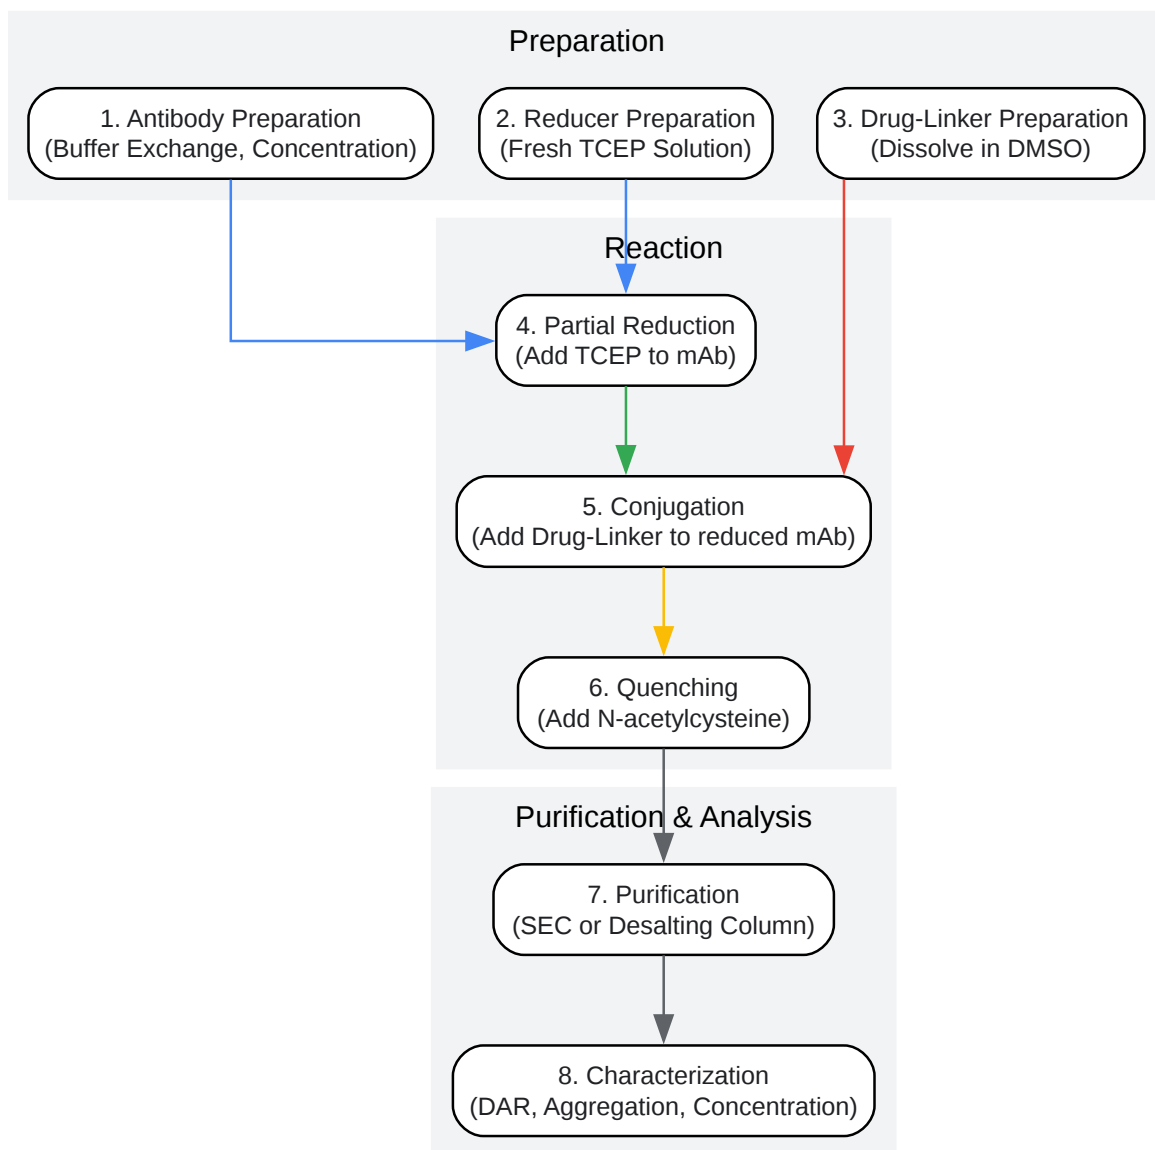 Preparation
1. Antibody Preparation
(Buffer Exchange, Concentration)
2. Reducer Preparation
(Fresh TCEP Solution)
3. Drug-Linker Preparation
(Dissolve in DMSO)
Reaction
4. Partial Reduction
(Add TCEP to mAb)
5. Conjugation
(Add Drug-Linker to reduced mAb)
6. Quenching
(Add N-acetylcysteine)
Purification & Analysis
7. Purification
(SEC or Desalting Column)
8. Characterization
(DAR, Aggregation, Concentration)